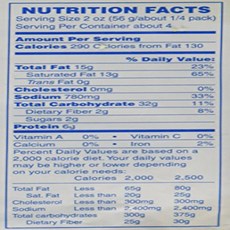 NUTRITION FACTS
Serving Size 2 oz (56 g/about 1/4 pack)
Serving Per Container about 4
Amount Per Serving
Calories 290 Calories from Fat 130
% Daily Value:
Total Fat 15g 23%
Saturated Fat 13g 65%
Trans Fat 0g
Cholesterol 0mg 0%
Sodium 780mg 33%
Total Carbohydrate 32g 11%
Dietary Fiber 2g 8%
Sugars 2g
Protein 6g
Vitamin A 0% • Vitamin C 0%
Calcium 0% • Iron 2%
Percent Daily Values are based on a
2,000 calorie diet. Your daily values
may be higher or lower depending
on your calorie needs:
Calories 2,000 2,500
Total Fat Less than 65g 80g
Sat. Fat Less than 20g 25g
Cholesterol Less than 300mg 300mg
Sodium Less than 2,400mg 2,400mg
Total carbohydrates 300g 375g
Dietary Fiber 25g 30g